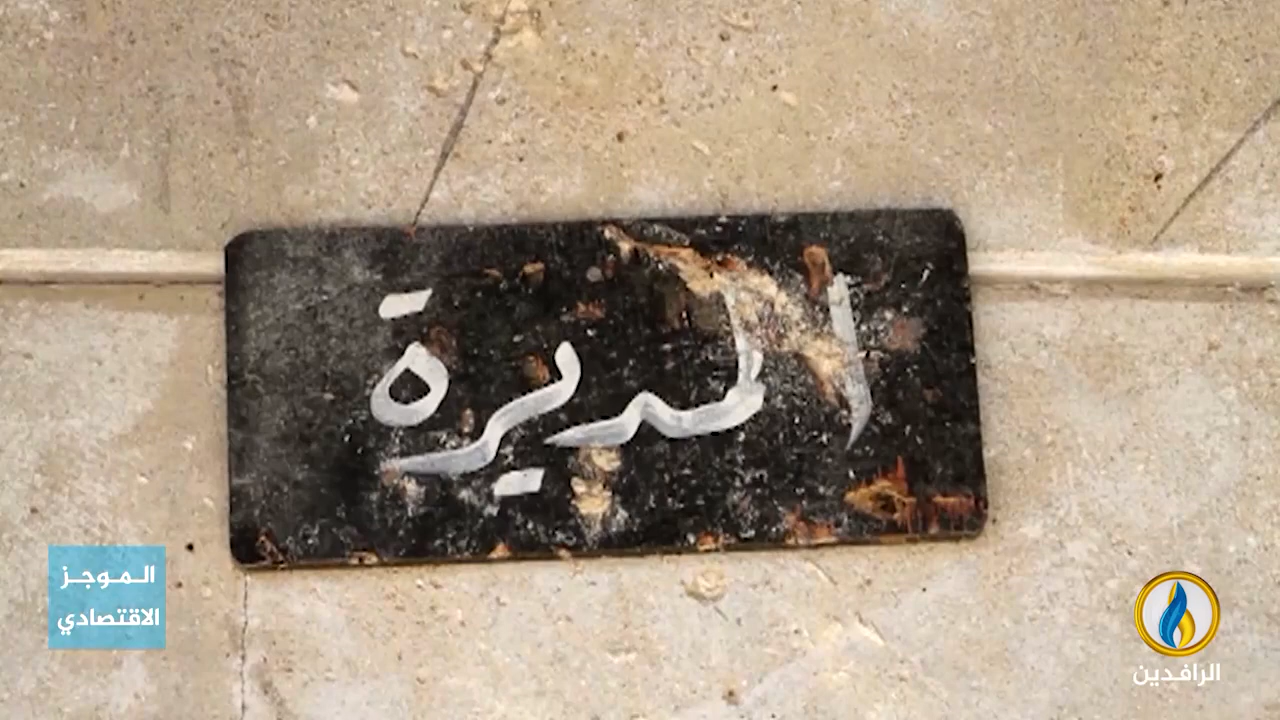 المديرة
الموجز
الاقتصادي
الرافدين